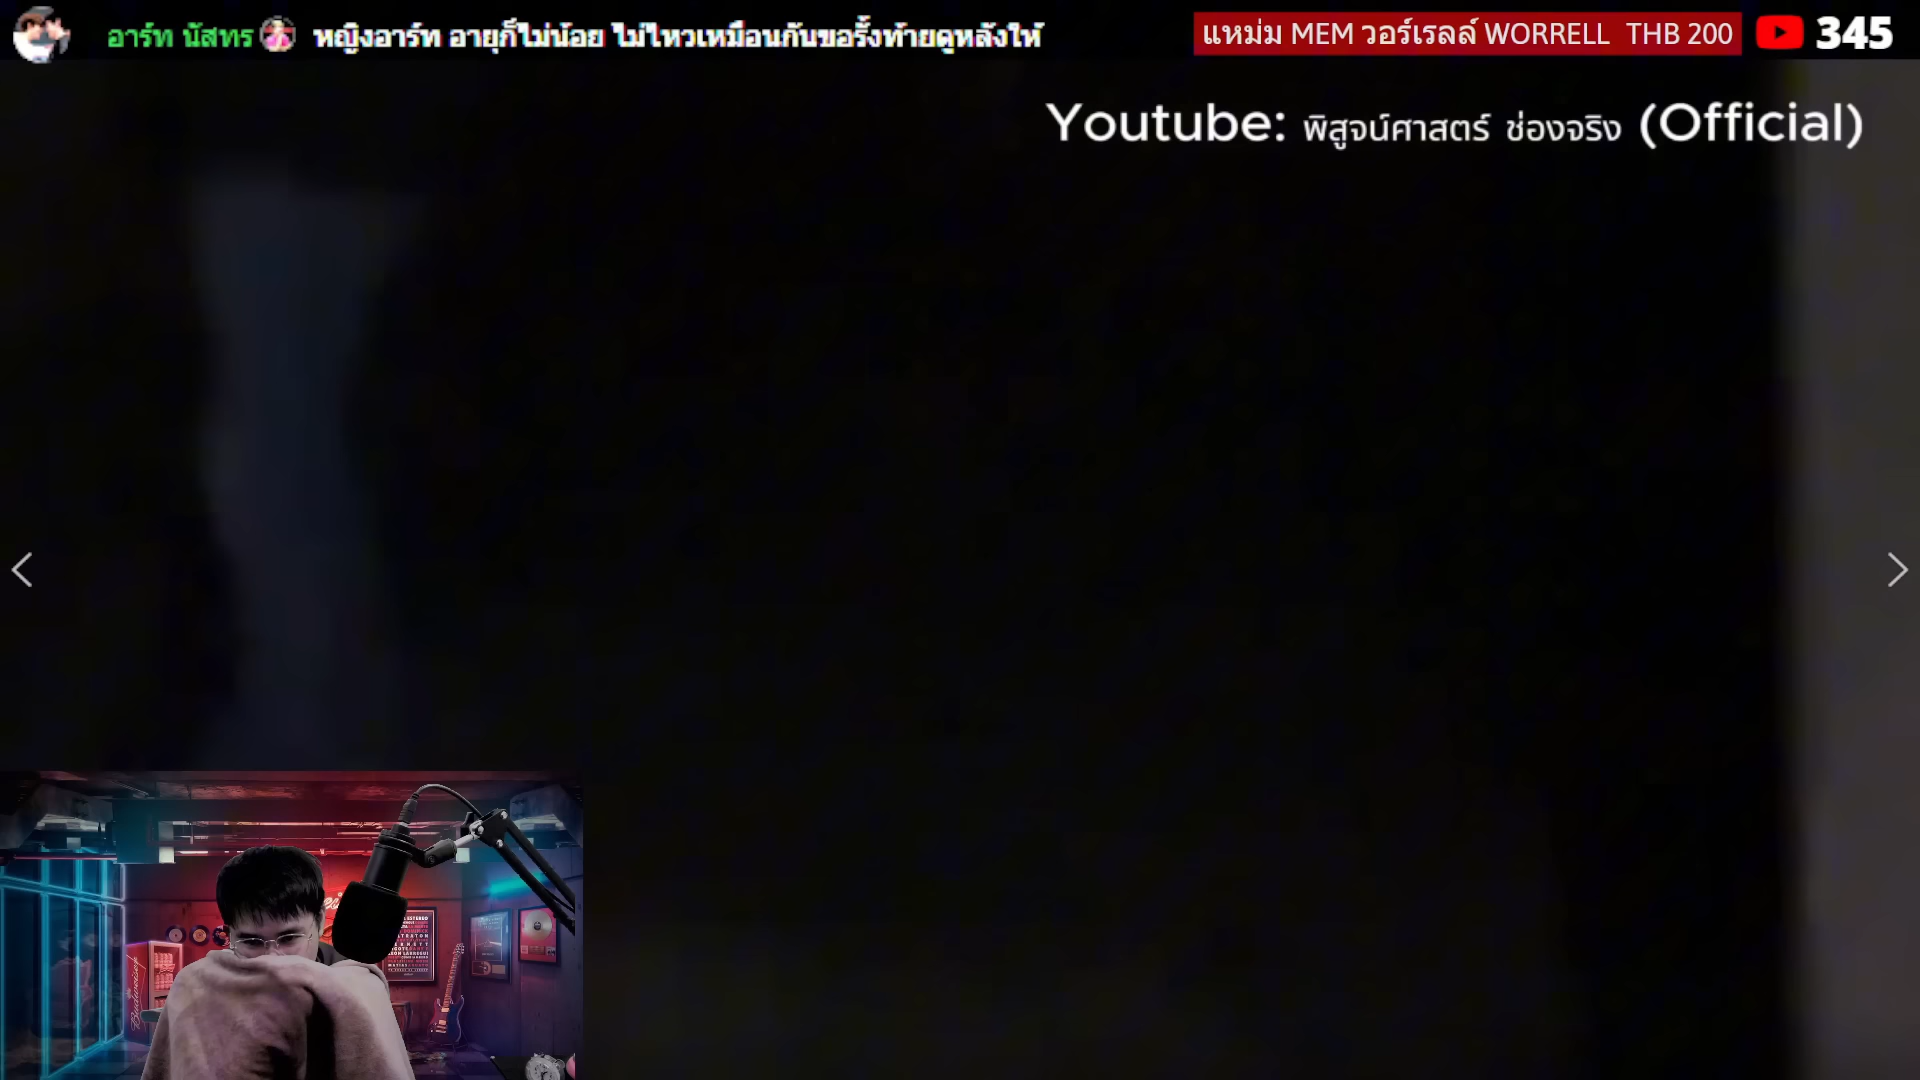 อาร์ท นัสทร หญิงอาร์ท อายุก็ไม่น้อย ไม่ไหวเหมือนกันขอรั้งท้ายดูหลังให้
แหม่ม MEM วอร์เรลล์ WORRELL THB 200
345
Youtube: พิสูจน์ศาสตร์ ช่องจริง (Official)
Budweiser